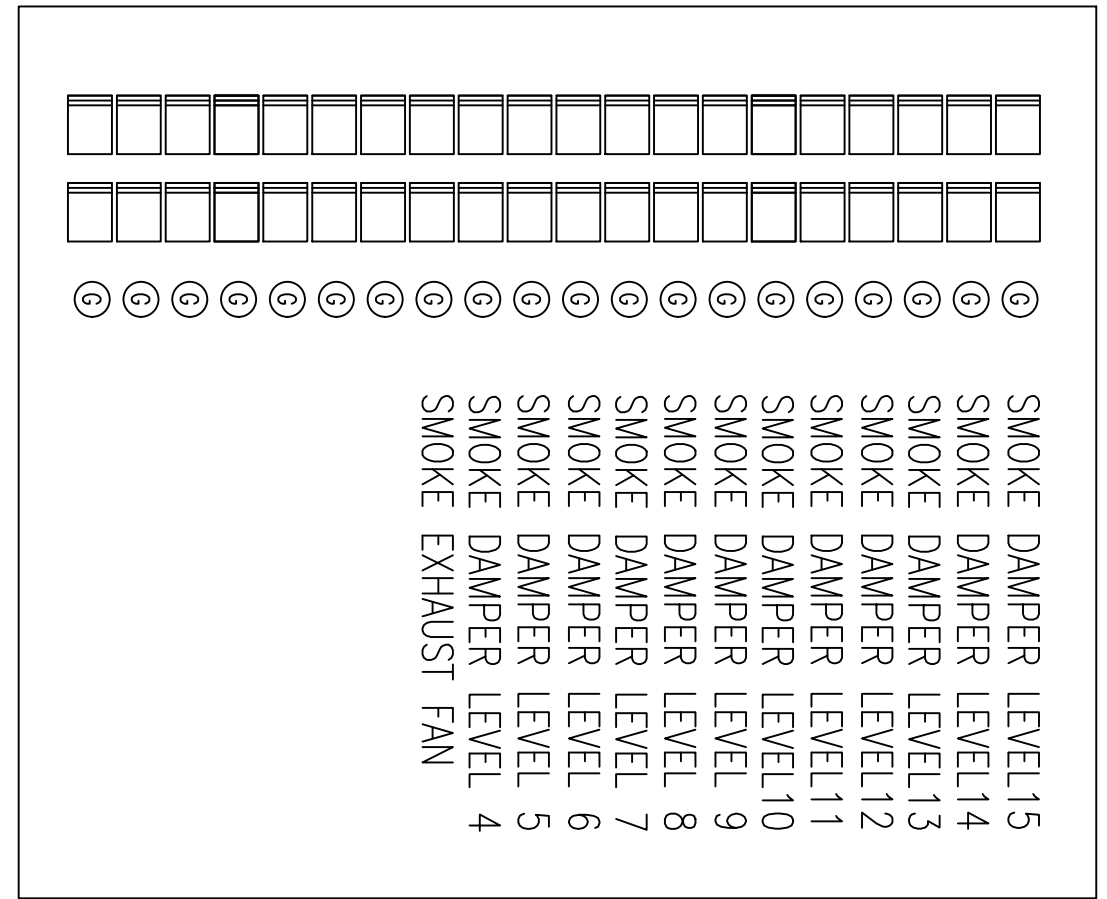 G SMOKE DAMPER LEVEL15
G SMOKE DAMPER LEVEL14
G SMOKE DAMPER LEVEL13
G SMOKE DAMPER LEVEL12
G SMOKE DAMPER LEVEL11
G SMOKE DAMPER LEVEL10
G SMOKE DAMPER LEVEL 9
G SMOKE DAMPER LEVEL 8
G SMOKE DAMPER LEVEL 7
G SMOKE DAMPER LEVEL 6
G SMOKE DAMPER LEVEL 5
G SMOKE DAMPER LEVEL 4
G SMOKE EXHAUST FAN
G
G
G
G
G
G
G